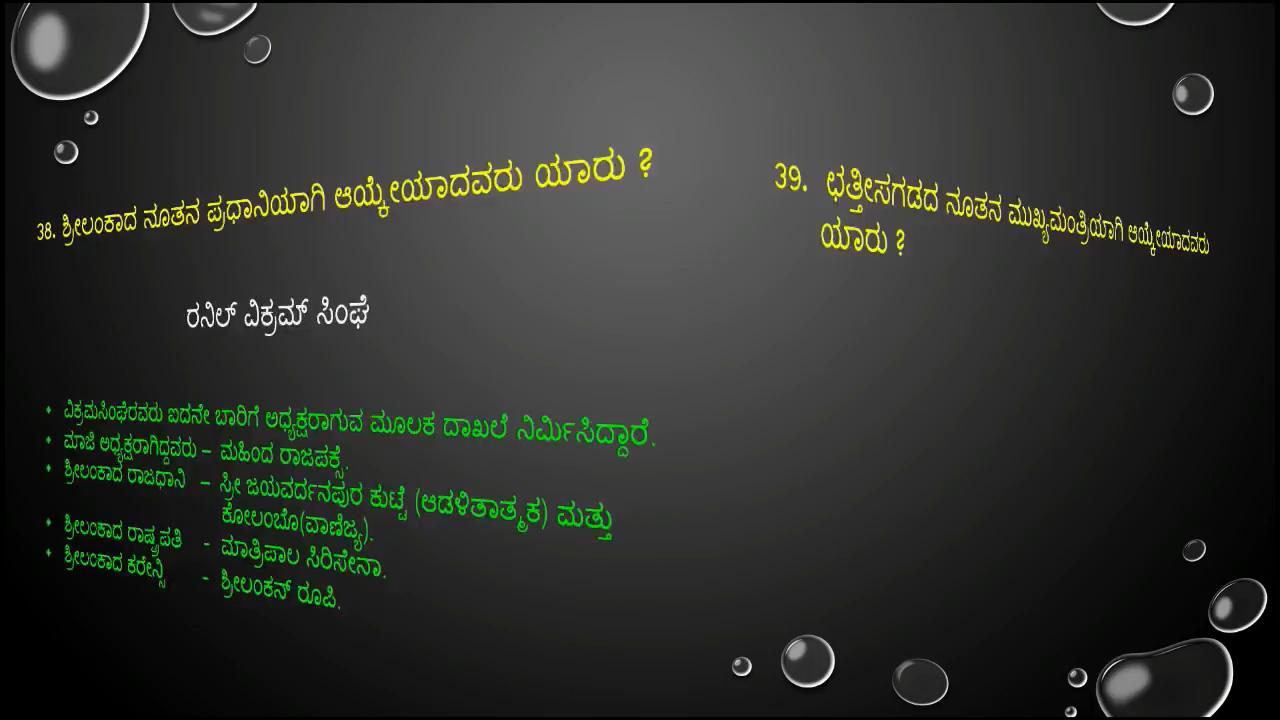 38. ಶ್ರೀಲಂಕಾದ ನೂತನ ಪ್ರಧಾನಿಯಾಗಿ ಆಯ್ಕೇಯಾದವರು ಯಾರು ?
ರನಿಲ್ ವಿಕ್ರಮ್ ಸಿಂಘೆ
• ವಿಕ್ರಮಸಿಂಘೆರವರು ಐದನೇ ಬಾರಿಗೆ ಅಧ್ಯಕ್ಷರಾಗುವ ಮೂಲಕ ದಾಖಲೆ ನಿರ್ಮಿಸಿದ್ದಾರೆ.
• ಮಾಜಿ ಅಧ್ಯಕ್ಷರಾಗಿದ್ದವರು – ಮಹಿಂದ ರಾಜಪಕ್ಸೆ.
• ಶ್ರೀಲಂಕಾದ ರಾಜಧಾನಿ – ಸ್ರೀ ಜಯವರ್ದನಪುರ ಕುಟ್ಟೆ (ಆಡಳಿತಾತ್ಮಕ) ಮತ್ತು
ಕೋಲಂಬೊ(ವಾಣಿಜ್ಯ).
• ಶ್ರೀಲಂಕಾದ ರಾಷ್ಟ್ರಪತಿ - ಮಾತ್ರಿಪಾಲ ಸಿರಿಸೇನಾ.
• ಶ್ರೀಲಂಕಾದ ಕರೇನ್ಸಿ - ಶ್ರೀಲಂಕನ್ ರೂಪಿ.
39. ಛತ್ತೀಸಗಡದ ನೂತನ ಮುಖ್ಯಮಂತ್ರಿಯಾಗಿ ಆಯ್ಕೇಯಾದವರು
ಯಾರು ?